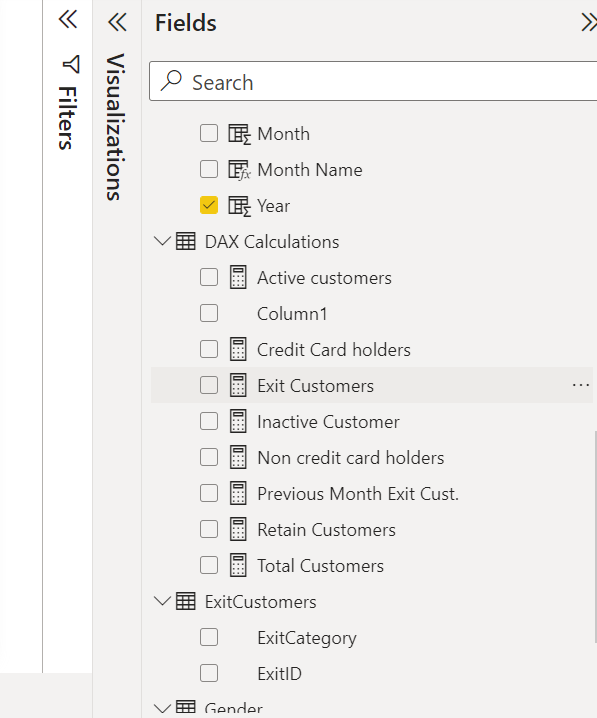 Filters
Visualizations
Fields
Search
Month
Month Name
Year
DAX Calculations
Active customers
Column1
Credit Card holders
Exit Customers
Inactive Customer
Non credit card holders
Previous Month Exit Cust.
Retain Customers
Total Customers
ExitCustomers
ExitCategory
ExitID
Gender